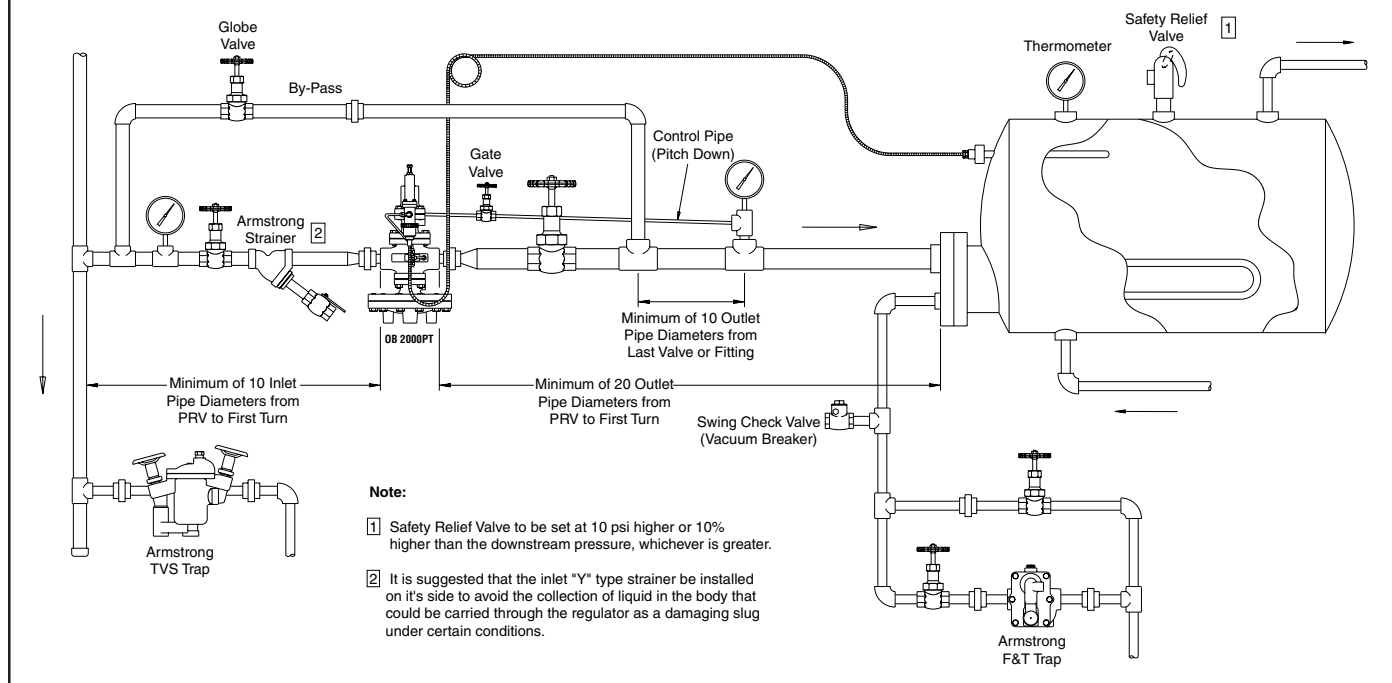 Globe
Valve
By-Pass
Safety Relief
Valve
1
Thermometer
Control Pipe
(Pitch Down)
Gate
Valve
Armstrong
Strainer
2
OB 2000PT
Minimum of 10 Outlet
Pipe Diameters from
Last Valve or Fitting
Minimum of 10 Inlet
Pipe Diameters from
PRV to First Turn
Minimum of 20 Outlet
Pipe Diameters from
PRV to First Turn
Swing Check Valve
(Vacuum Breaker)
Armstrong
TVS Trap
Note:
1 Safety Relief Valve to be set at 10 psi higher or 10%
higher than the downstream pressure, whichever is greater.
2 It is suggested that the inlet "Y" type strainer be installed
on it's side to avoid the collection of liquid in the body that
could be carried through the regulator as a damaging slug
under certain conditions.
Armstrong
F&T Trap